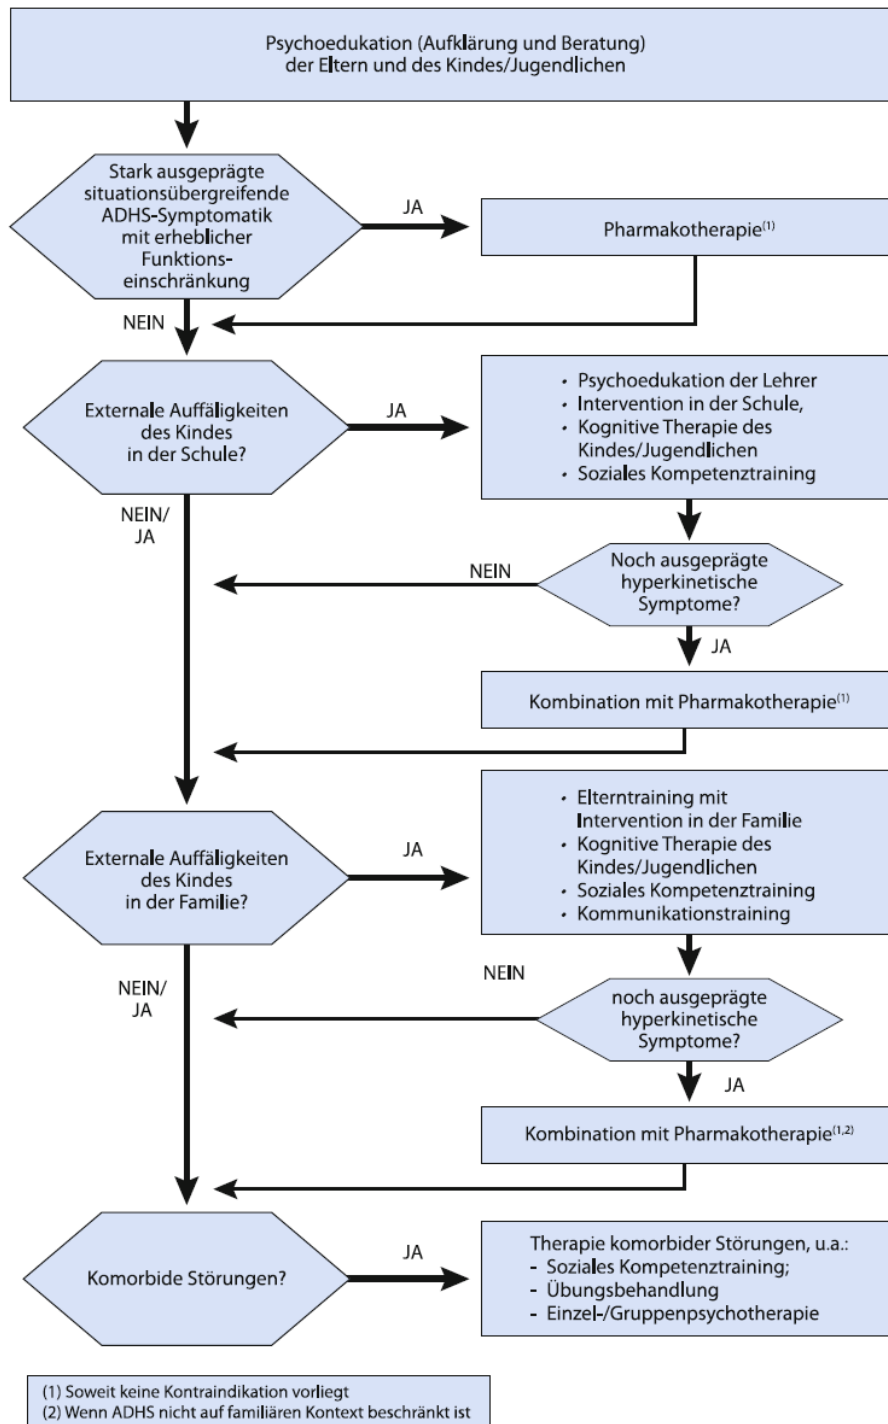 Psychoedukation (Aufklärung und Beratung)
der Eltern und des Kindes/Jugendlichen
Stark ausgeprägte
situationsübergreifende
ADHS-Symptomatik
mit erheblicher
Funktions-
einschränkung
JA
Pharmakotherapie(1)
NEIN
Externale Auffäligkeiten
des Kindes
in der Schule?
JA
· Psychoedukation der Lehrer
· Intervention in der Schule,
· Kognitive Therapie des
Kindes/Jugendlichen
· Soziales Kompetenztraining
NEIN/
JA
Noch ausgeprägte
hyperkinetische
Symptome?
NEIN
JA
Kombination mit Pharmakotherapie(1)
Externale Auffäligkeiten
des Kindes
in der Familie?
JA
· Elterntraining mit
Intervention in der Familie
· Kognitive Therapie des
Kindes/Jugendlichen
· Soziales Kompetenztraining
· Kommunikationstraining
NEIN/
JA
NEIN
noch ausgeprägte
hyperkinetische
Symptome?
JA
Kombination mit Pharmakotherapie(1,2)
Komorbide Störungen?
JA
Therapie komorbider Störungen, u.a.:
- Soziales Kompetenztraining;
- Übungsbehandlung
- Einzel-/Gruppenpsychotherapie
(1) Soweit keine Kontraindikation vorliegt
(2) Wenn ADHS nicht auf familiären Kontext beschränkt ist